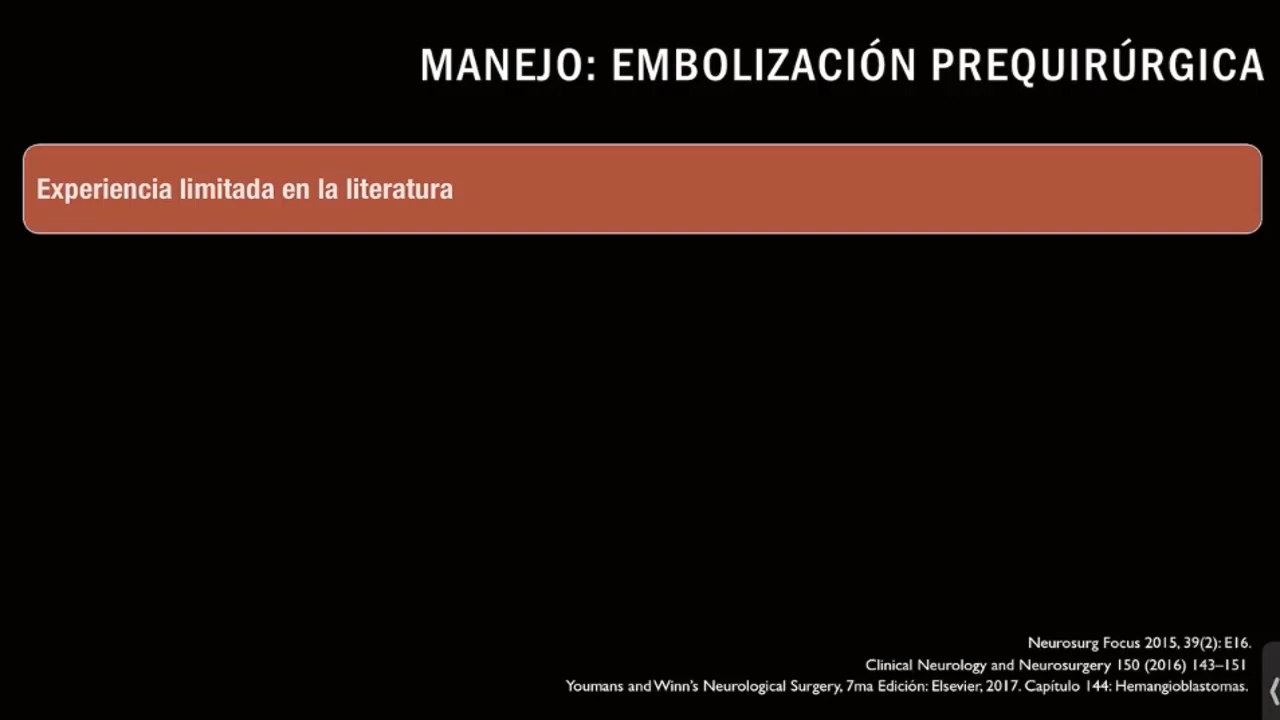 MANEJO: EMBOLIZACIÓN PREQUIRÚRGICA
Experiencia limitada en la literatura
Neurosurg Focus 2015, 39(2): E16.
Clinical Neurology and Neurosurgery 150 (2016) 143–151
Youmans and Winn's Neurological Surgery, 7ma Edición: Elsevier, 2017. Capítulo 144: Hemangioblastomas.